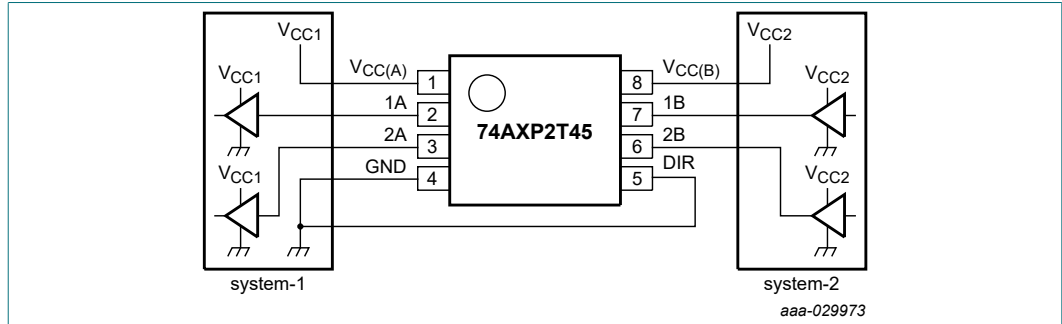 VCC1
VCC2
VCC(A)
1
8
VCC(B)
VCC1
VCC2
1A
2
7
1B
74AXP2T45
2A
3
6
2B
VCC1
GND
4
5
DIR
VCC2
system-1
system-2
aaa-029973